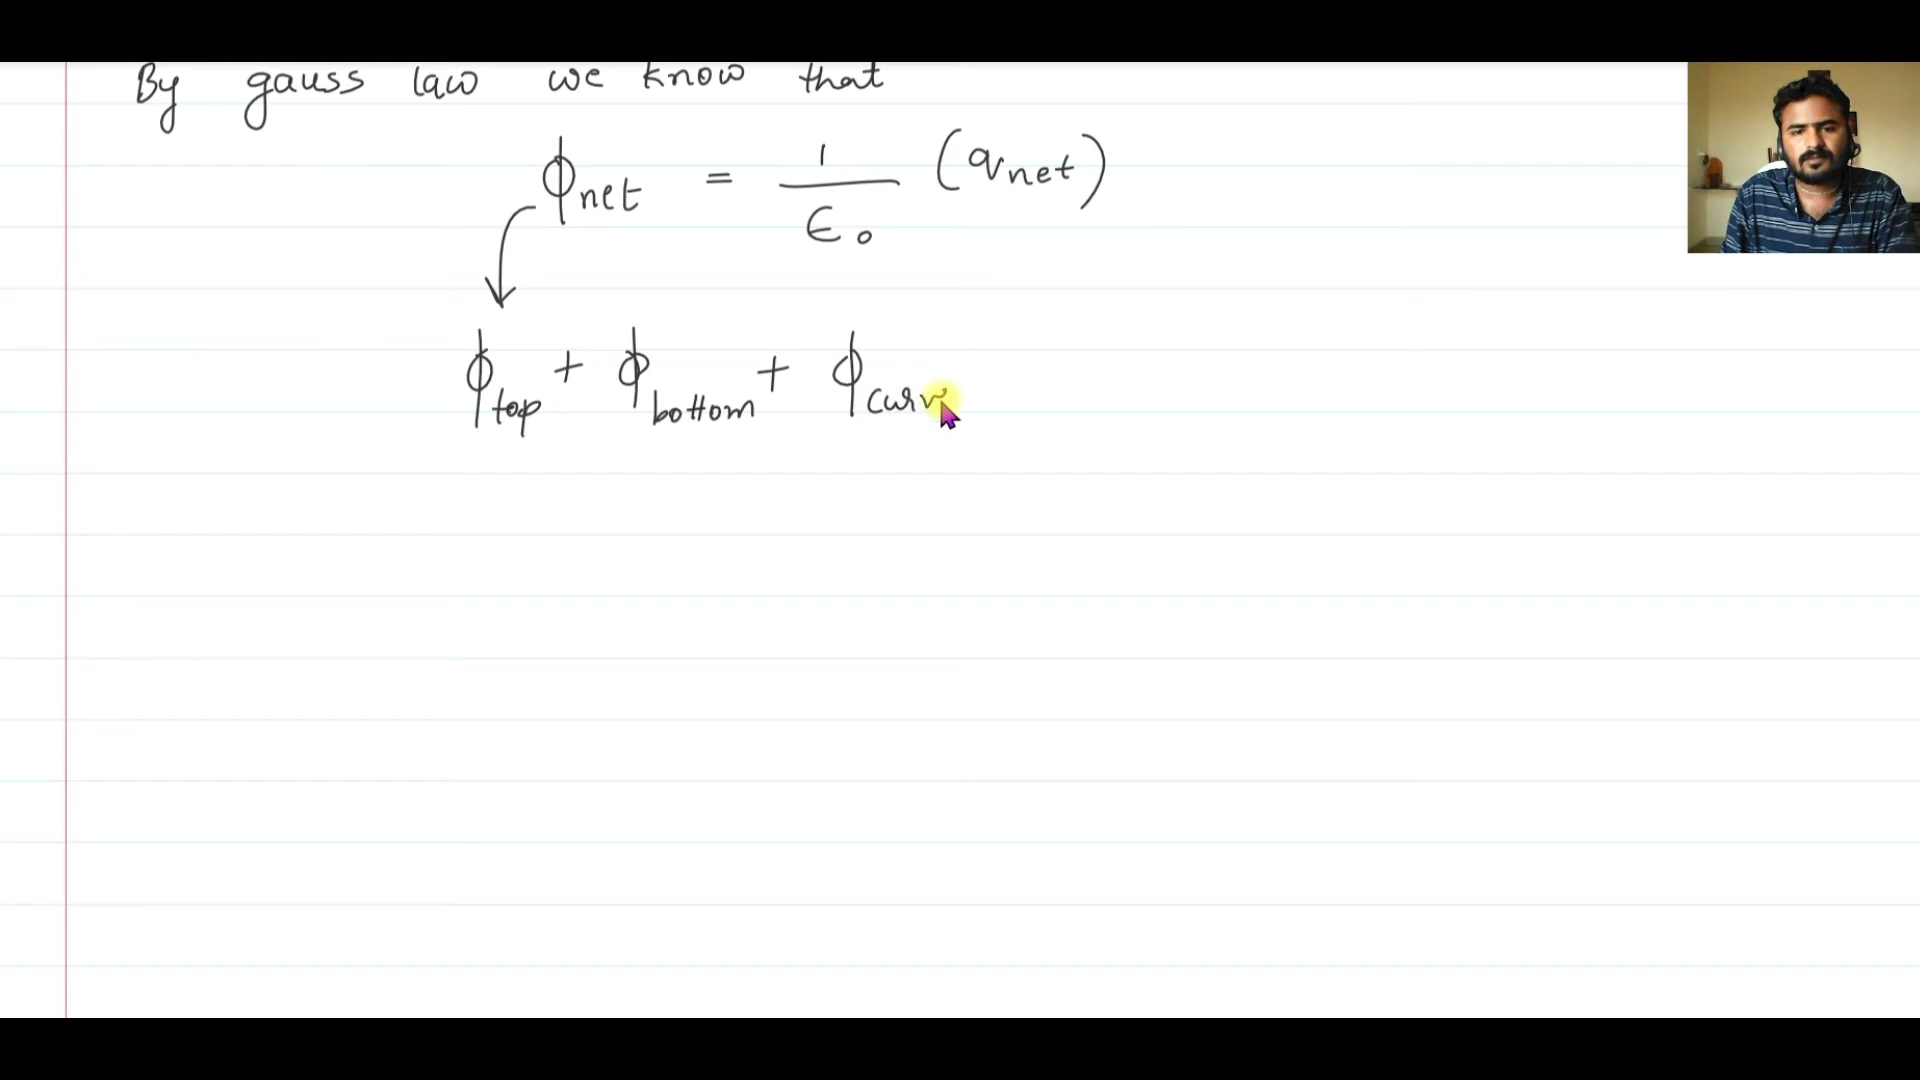 By gauss law we know that
ϕnet = 1/ϵ₀ (qnet)
ϕtop + ϕbottom + ϕcurv